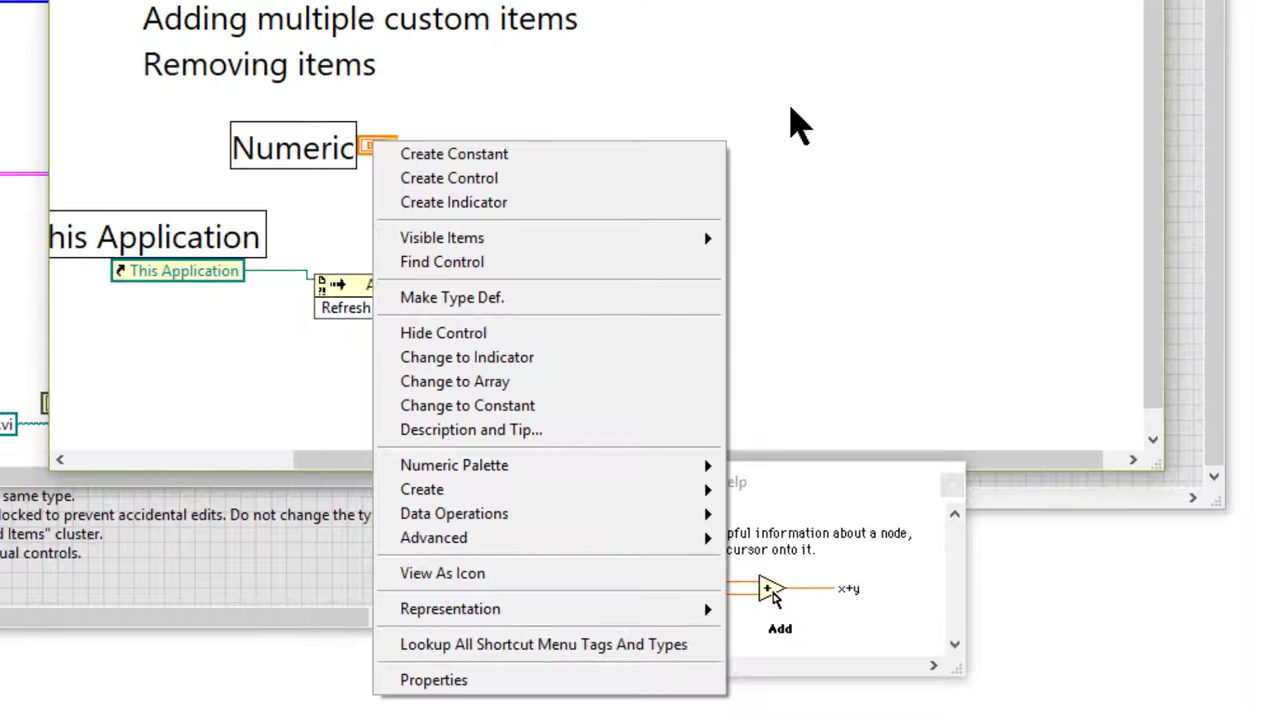 Adding multiple custom items
Removing items
Numeric
Create Constant
Create Control
Create Indicator
his Application
This Application
Visible Items
Find Control
Refresh
Make Type Def.
Hide Control
Change to Indicator
Change to Array
Change to Constant
.vi
Description and Tip...
Numeric Palette
Create
Data Operations
Advanced
View As Icon
Representation
Lookup All Shortcut Menu Tags And Types
Properties
same type.
locked to prevent accidental edits. Do not change the ty
d Items" cluster.
ual controls.
elp
pful information about a node,
cursor onto it.
+
x+y
Add